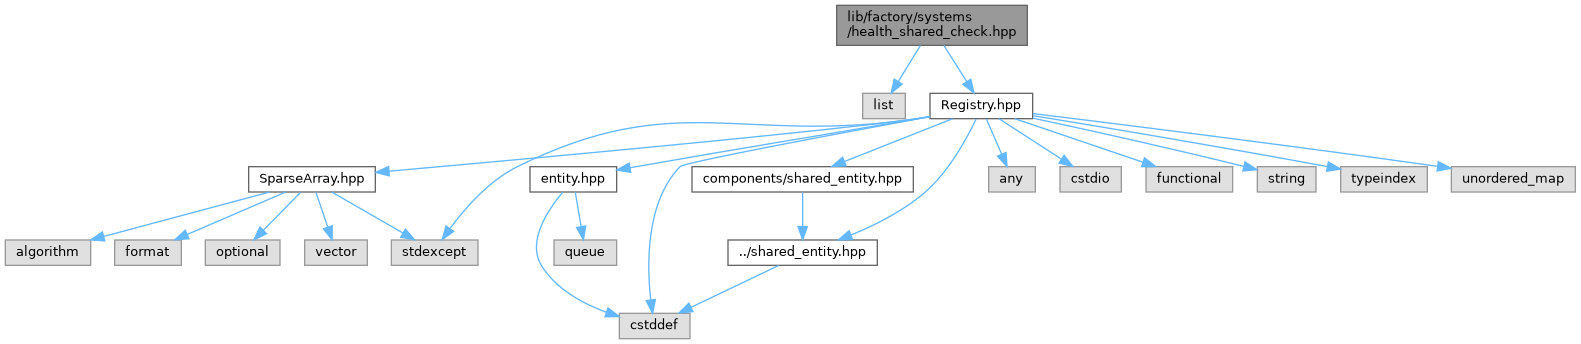 lib/factory/systems
/health_shared_check.hpp
list
Registry.hpp
SparseArray.hpp
entity.hpp
components/shared_entity.hpp
any
cstdio
functional
string
typeindex
unordered_map
algorithm
format
optional
vector
stdexcept
queue
../shared_entity.hpp
cstddef